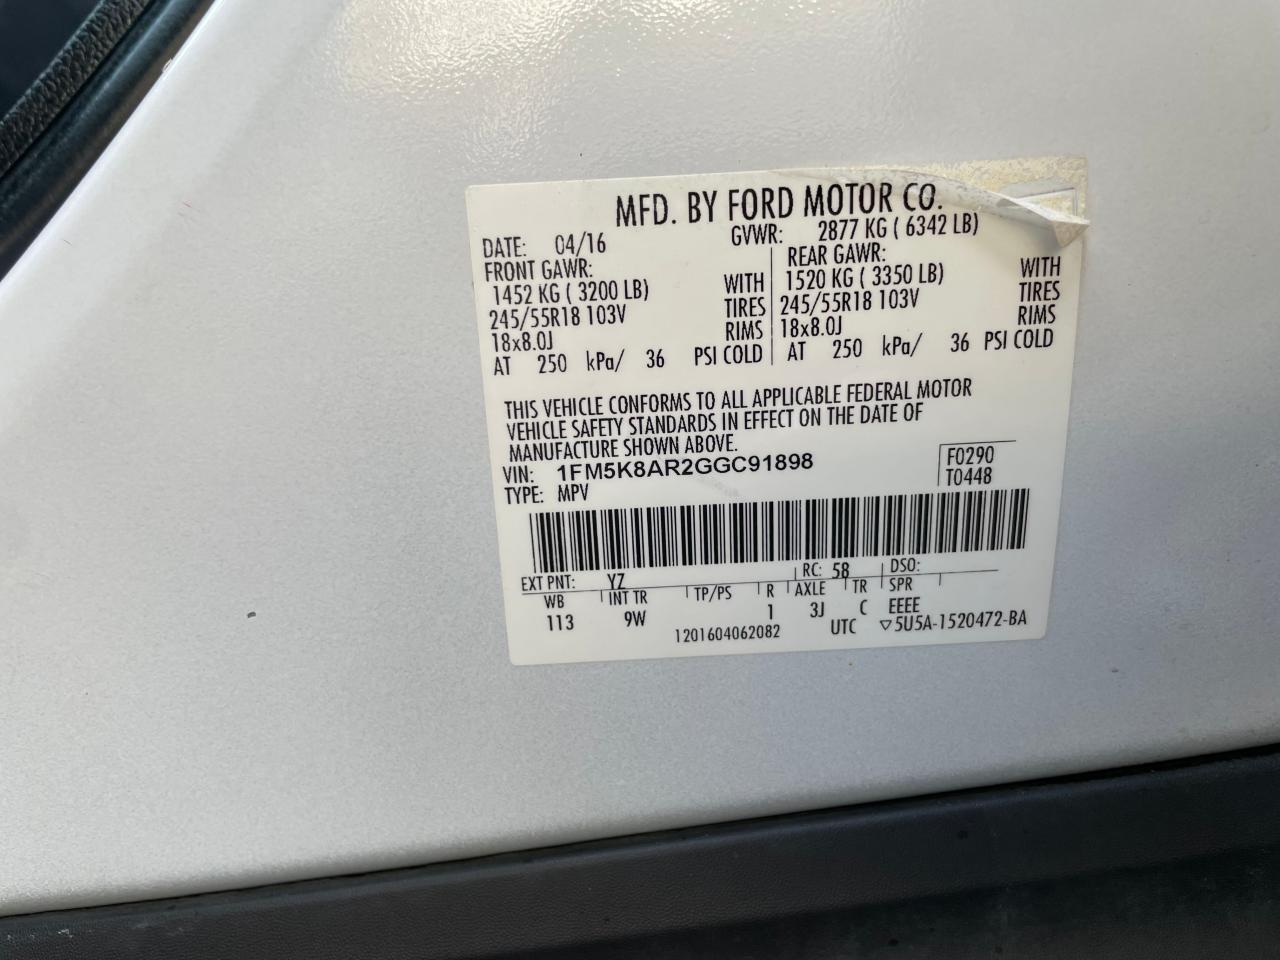 MFD. BY FORD MOTOR CO.
DATE: 04/16 GVWR: 2877 KG ( 6342 LB)
FRONT GAWR: REAR GAWR:
1452 KG ( 3200 LB) WITH 1520 KG ( 3350 LB) WITH
245/55R18 103V TIRES 245/55R18 103V TIRES
18x8.0J RIMS 18x8.0J RIMS
AT 250 kPa/ 36 PSI COLD AT 250 kPa/ 36 PSI COLD
THIS VEHICLE CONFORMS TO ALL APPLICABLE FEDERAL MOTOR
VEHICLE SAFETY STANDARDS IN EFFECT ON THE DATE OF
MANUFACTURE SHOWN ABOVE.
VIN: 1FM5K8AR2GGC91898 F0290
TYPE: MPV T0448
EXT PNT: YZ RC: 58 DSO:
WB INT TR TP/PS R AXLE TR SPR
113 9W 1 3J C EEEE
1201604062082 UTC ▽5U5A-1520472-BA